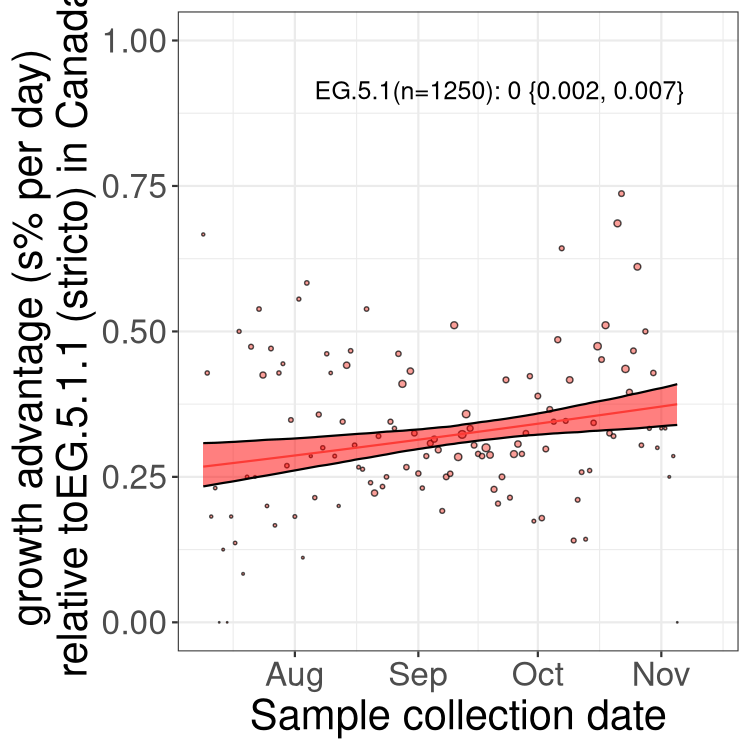 growth advantage (s% per day)
relative toEG.5.1.1 (stricto) in Canada
1.00
EG.5.1(n=1250): 0 {0.002, 0.007}
0.75
0.50
0.25
0.00
Aug Sep Oct Nov
Sample collection date